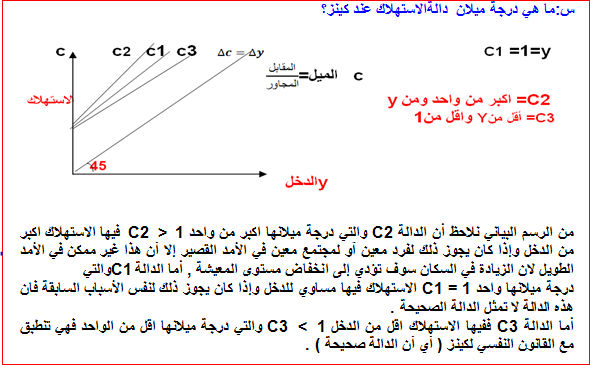 س:ما هي درجة ميلان دالةالاستهلاك عند كينز؟
c c2 c1 c3 Δc = Δy
الميل= المقابل / المجاور c
C1 =1=y
C2= اكبر من واحد ومن y
C3= أقل منY واقل من1
لاستهلاك
45
الدخلy
من الرسم البياني نلاحظ أن الدالة C2 والتي درجة ميلانها اكبر من واحد C2 > 1 فيها الاستهلاك اكبر
من الدخل وإذا كان يجوز ذلك لفرد معين أو لمجتمع معين في الأمد القصير إلا أن هذا غير ممكن في الأمد
الطويل لان الزيادة في السكان سوف تؤدي إلى انخفاض مستوى المعيشة , أما الدالة C1والتي
درجة ميلانها واحد C1 = 1 الاستهلاك فيها مساوي للدخل وإذا كان يجوز ذلك لنفس الأسباب السابقة فان
هذه الدالة لا تمثل الدالة الصحيحة .
أما الدالة C3 ففيها الاستهلاك اقل من الدخل C3 < 1 والتي درجة ميلانها اقل من الواحد فهي تنطبق
مع القانون النفسي لكينز ( أي أن الدالة صحيحة ) .